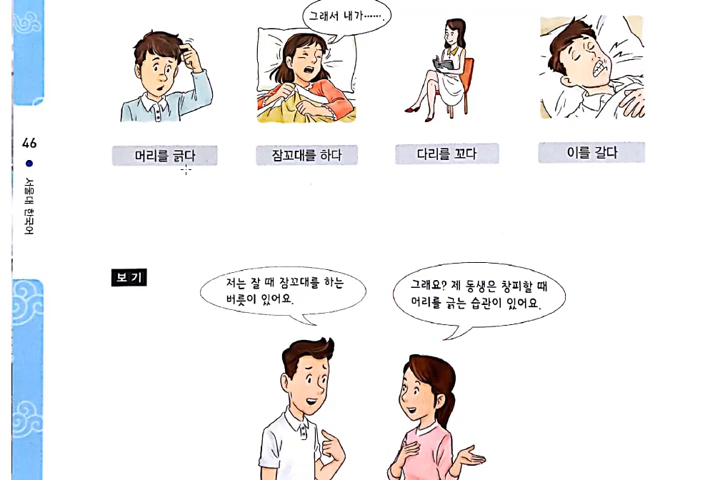 그래서 내가…….
머리를 긁다
잠꼬대를 하다
다리를 꼬다
이를 갈다
46
서울대 한국어
보기
저는 잘 때 잠꼬대를 하는
버릇이 있어요.
그래요? 제 동생은 창피할 때
머리를 긁는 습관이 있어요.